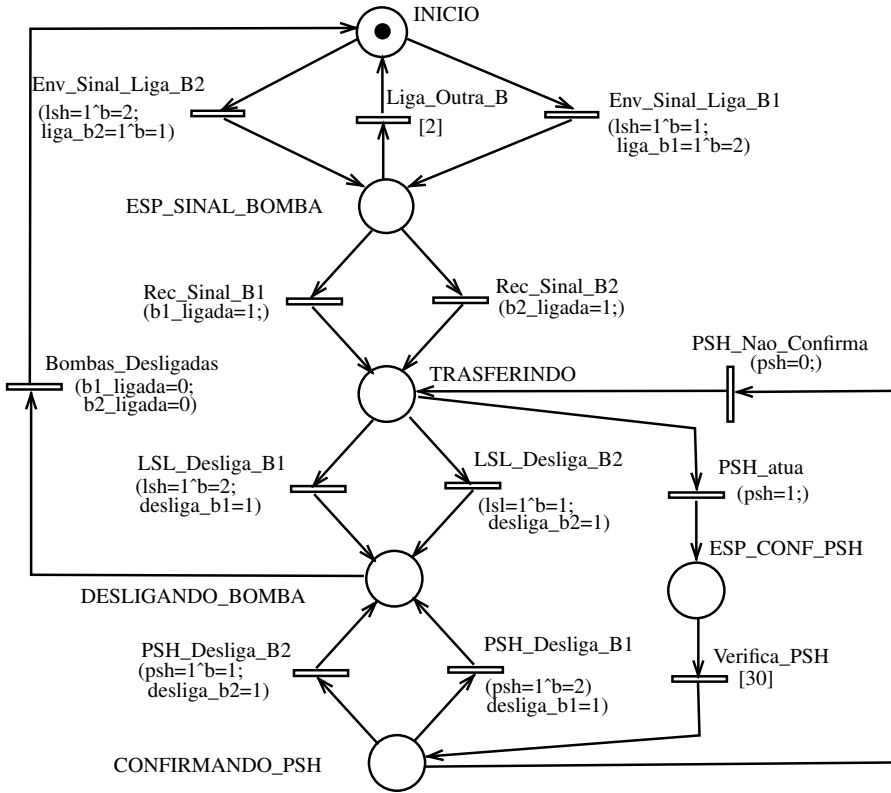 INICIO
Env_Sinal_Liga_B2
(lsh=1^b=2;
liga_b2=1^b=1)
Liga_Outra_B
[2]
Env_Sinal_Liga_B1
(lsh=1^b=1;
liga_b1=1^b=2)
ESP_SINAL_BOMBA
Rec_Sinal_B1
(b1_ligada=1;)
Rec_Sinal_B2
(b2_ligada=1;)
PSH_Nao_Confirma
(psh=0;)
Bombas_Desligadas
(b1_ligada=0;
b2_ligada=0)
TRASFERINDO
LSL_Desliga_B1
(lsh=1^b=2;
desliga_b1=1)
LSL_Desliga_B2
(lsl=1^b=1;
desliga_b2=1)
PSH_atua
(psh=1;)
ESP_CONF_PSH
DESLIGANDO_BOMBA
PSH_Desliga_B2
(psh=1^b=1;
desliga_b2=1)
PSH_Desliga_B1
(psh=1^b=2)
desliga_b1=1)
Verifica_PSH
[30]
CONFIRMANDO_PSH